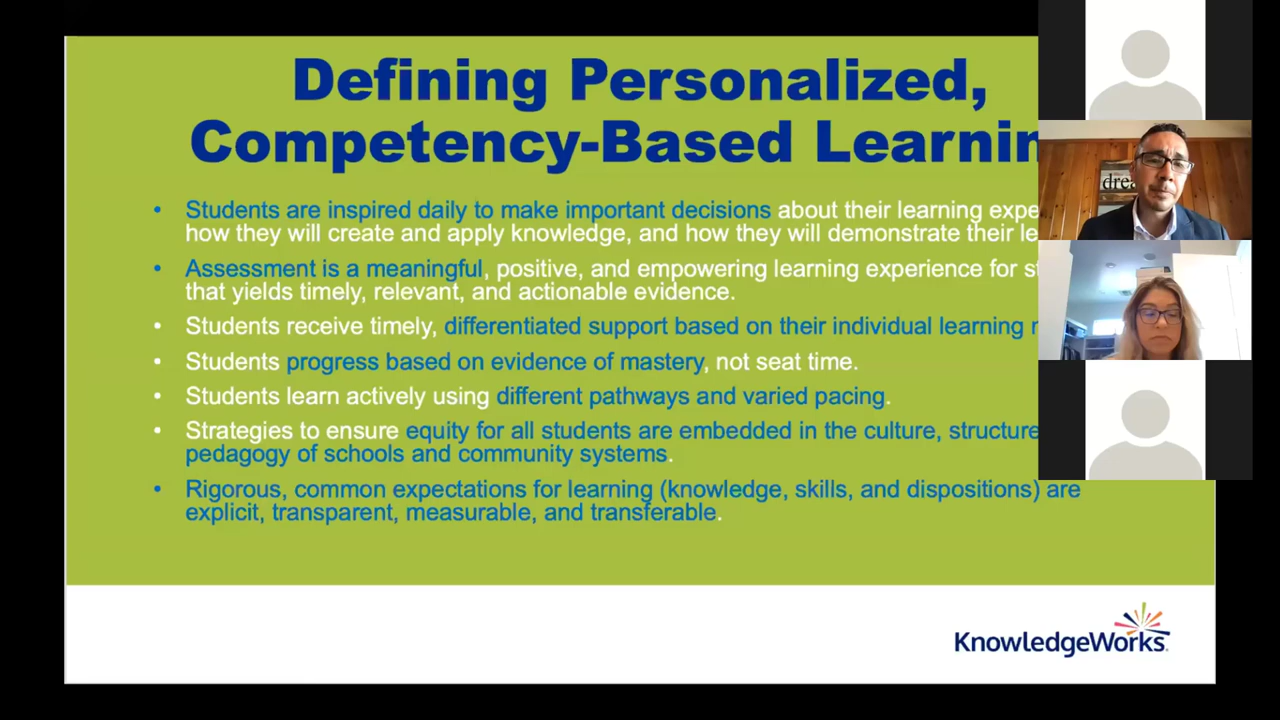 Defining Personalized,
Competency-Based Learnin
• Students are inspired daily to make important decisions about their learning expe
how they will create and apply knowledge, and how they will demonstrate their le
• Assessment is a meaningful, positive, and empowering learning experience for st
that yields timely, relevant, and actionable evidence.
• Students receive timely, differentiated support based on their individual learning
• Students progress based on evidence of mastery, not seat time.
• Students learn actively using different pathways and varied pacing.
• Strategies to ensure equity for all students are embedded in the culture, structure
pedagogy of schools and community systems.
• Rigorous, common expectations for learning (knowledge, skills, and dispositions) are
explicit, transparent, measurable, and transferable.
KnowledgeWorks
drea